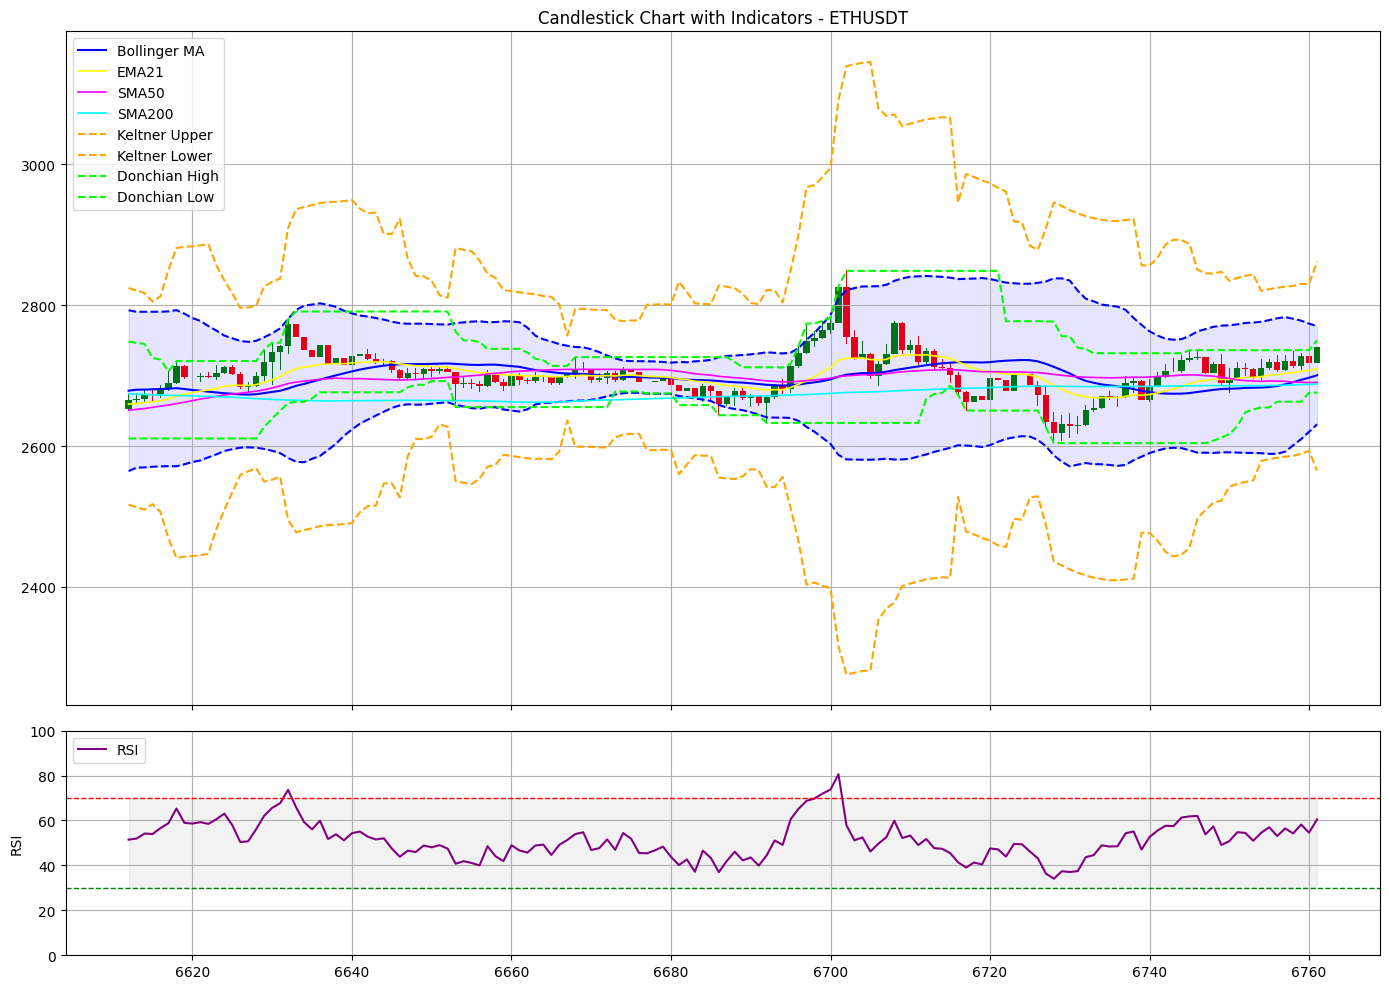 Candlestick Chart with Indicators - ETHUSDT
Bollinger MA
EMA21
SMA50
SMA200
Keltner Upper
Keltner Lower
Donchian High
Donchian Low
3000
2800
2600
2400
RSI
100
80
60
40
20
0
RSI
6620
6640
6660
6680
6700
6720
6740
6760